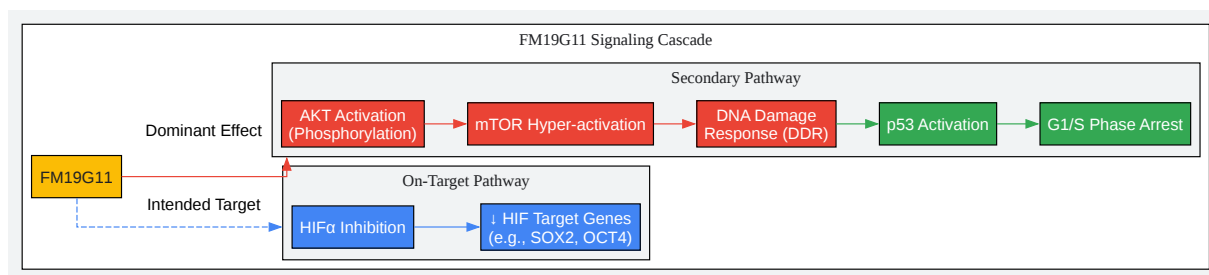 FM19G11 Signaling Cascade
Secondary Pathway
Dominant Effect
AKT Activation
(Phosphorylation)
mTOR Hyper-activation
DNA Damage
Response (DDR)
p53 Activation
G1/S Phase Arrest
FM19G11
On-Target Pathway
Intended Target
HIFα Inhibition
↓ HIF Target Genes
(e.g., SOX2, OCT4)